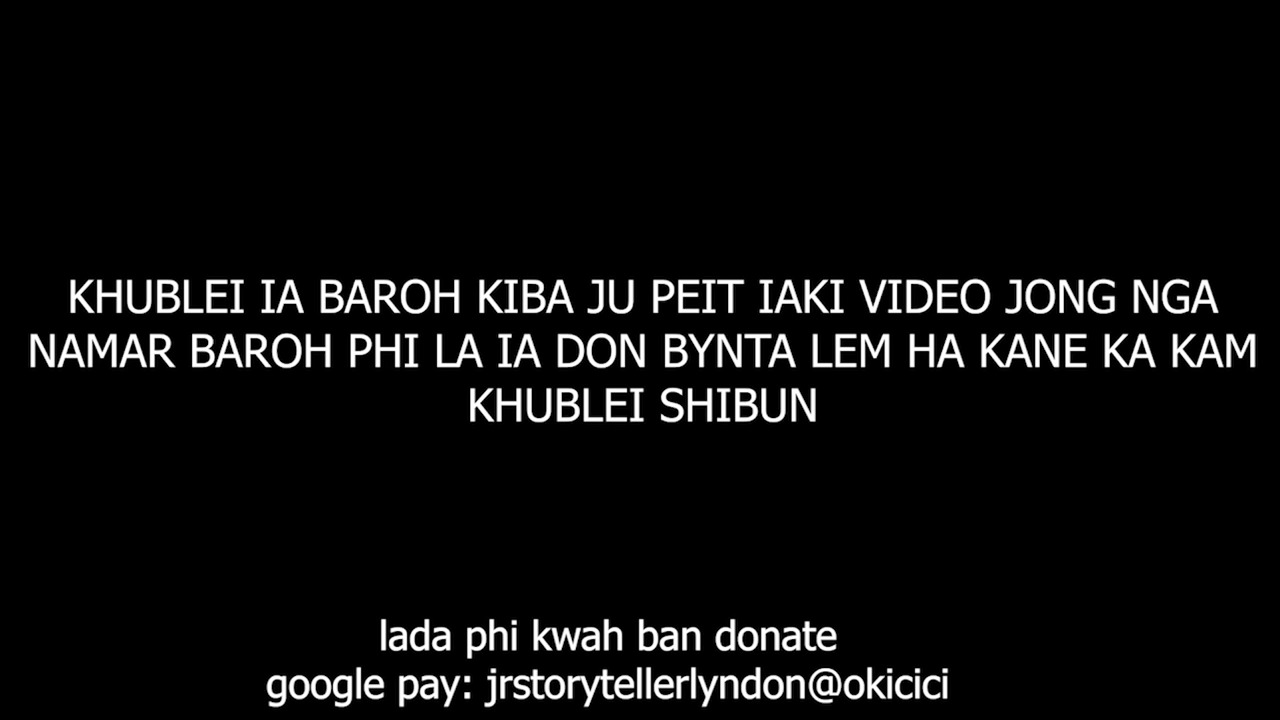 KHUBLEI IA BAROH KIBA JU PEIT IAKI VIDEO JONG NGA
NAMAR BAROH PHI LA IA DON BYNTA LEM HA KANE KA KAM
KHUBLEI SHIBUN
lada phi kwah ban donate
google pay: jrstorytellerlyndon@okicici